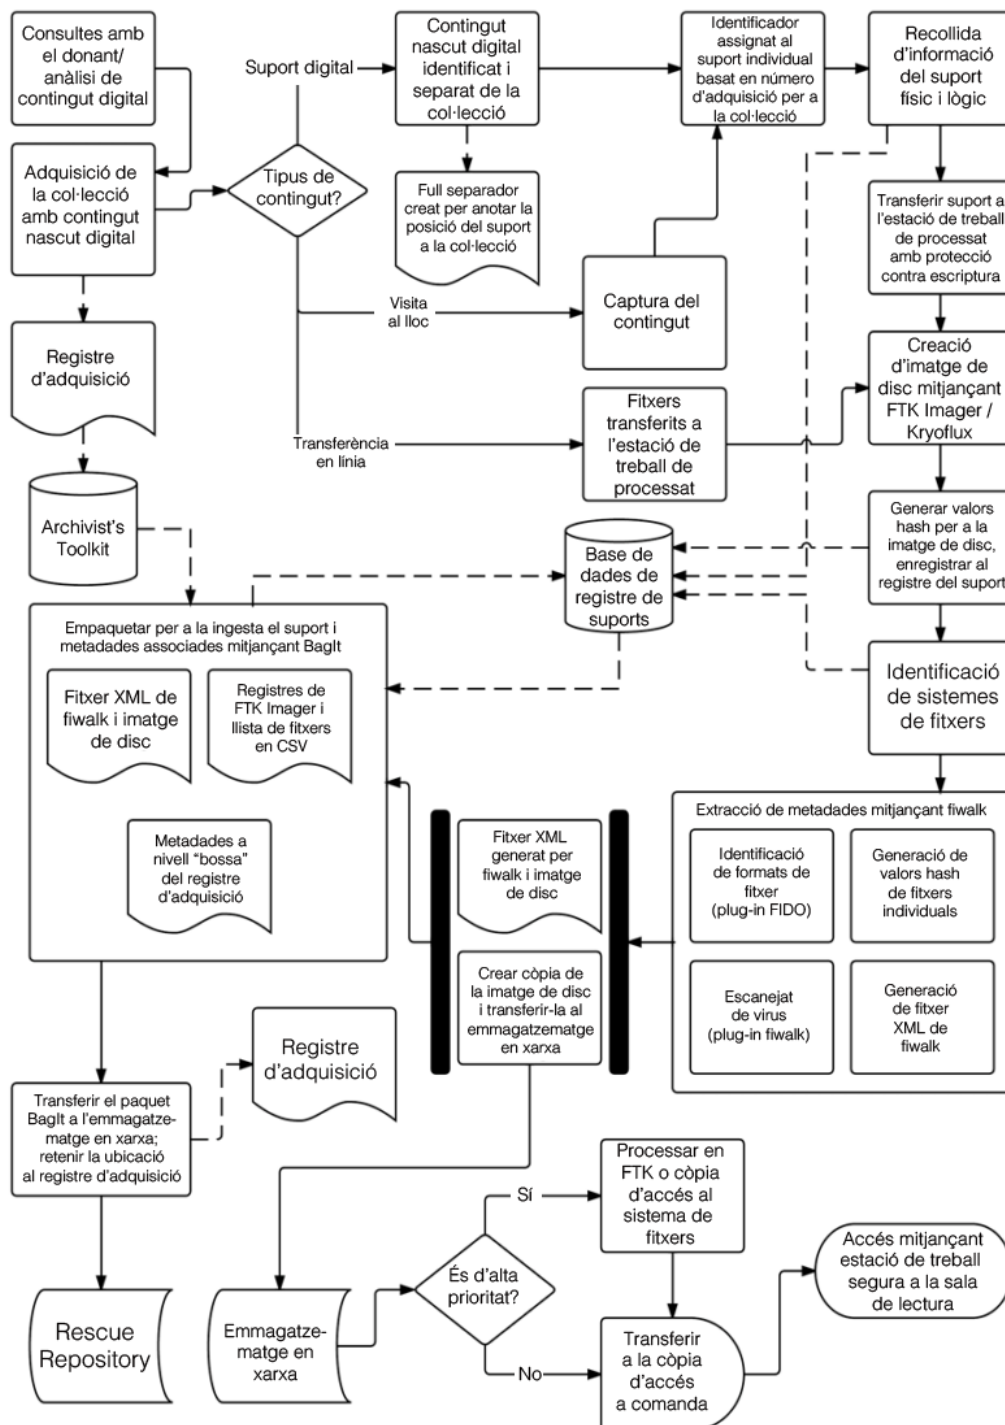 Consultes amb
el donant/
anàlisi de
contingut digital
Suport digital
Contingut
nascut digital
identificat i
separat de la
col·lecció
Identificador
assignat al
suport individual
basat en número
d'adquisició per a
la col·lecció
Recollida
d'informació
del suport
físic i lògic
Adquisició de
la col·lecció
amb contingut
nascut digital
Tipus de
contingut?
Full separador
creat per anotar la
posició del suport
a la col·lecció
Transferir suport a
l'estació de treball
de processat
amb protecció
contra escriptura
Visita
al lloc
Captura del
contingut
Registre
d'adquisició
Creació
d'imatge de
disc mitjançant
FTK Imager /
Kryoflux
Transferència
en línia
Fitxers
transferits a
l'estació de
treball de
processat
Archivist's
Toolkit
Base de
dades de
registre de
suports
Generar valors
hash per a la
imatge de disc,
enregistrar al
registre del suport
Empaquetar per a la ingesta el suport i
metadades associades mitjançant BagIt
Fitxer XML de
fiwalk i imatge
de disc
Registres de
FTK Imager i
llista de fitxers
en CSV
Metadades a
nivell "bossa"
del registre
d'adquisició
Identificació
de sistemes
de fitxers
Extracció de metadades mitjançant fiwalk
Identificació
de formats de
fitxer
(plug-in FIDO)
Generació de
valors hash
de fitxers
individuals
Escanejat
de virus
(plug-in fiwalk)
Generació
de fitxer
XML de
fiwalk
Fitxer XML
generat per
fiwalk i imatge
de disc
Crear còpia de
la imatge de disc
i transferir-la al
emmagatzematge
en xarxa
Registre
d'adquisició
Transferir el paquet
BagIt a l'emmagatze-
matge en xarxa;
retenir la ubicació
al registre d'adquisició
Rescue
Repository
Emmagatze-
matge en
xarxa
És d'alta
prioritat?
Sí
No
Processar en
FTK o còpia
d'accés al
sistema de
fitxers
Transferir
a la còpia
d'accés
a comanda
Accés mitjançant
estació de treball
segura a la sala
de lectura